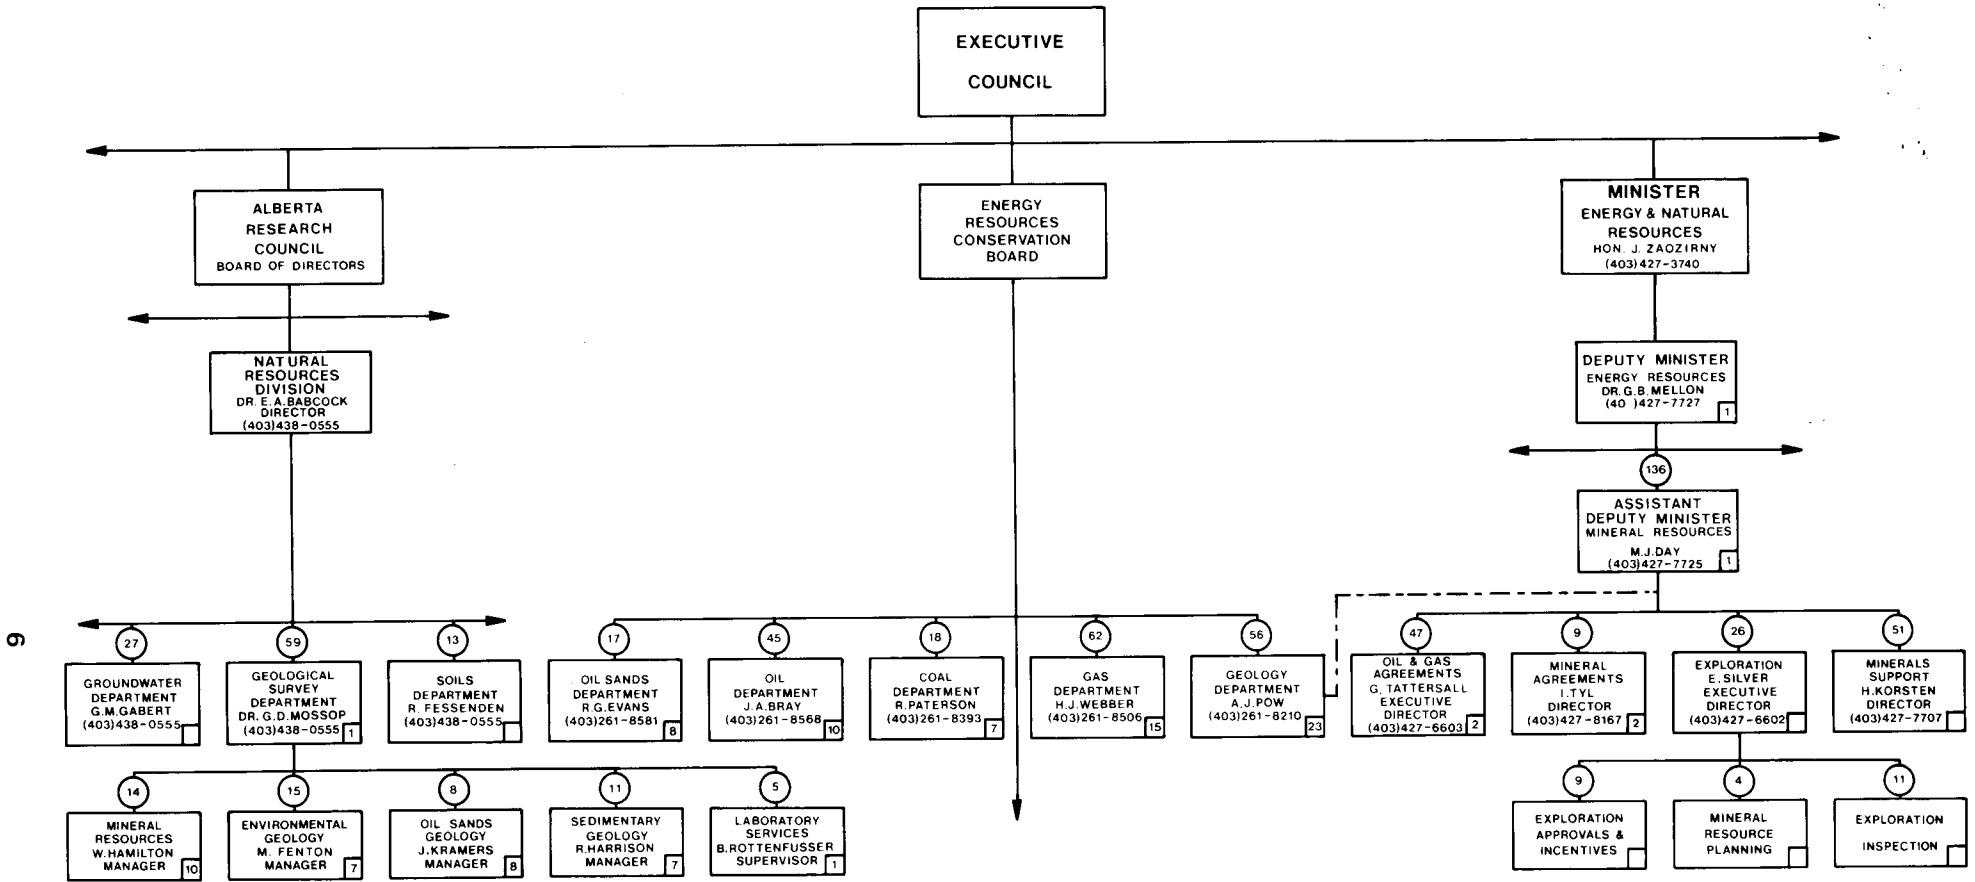 EXECUTIVE
COUNCIL
ALBERTA
RESEARCH
COUNCIL
BOARD OF DIRECTORS
ENERGY
RESOURCES
CONSERVATION
BOARD
MINISTER
ENERGY & NATURAL
RESOURCES
HON. J. ZAOZIRNY
(403)427-3740
NATURAL
RESOURCES
DIVISION
DR. E.A.BABCOCK
DIRECTOR
(403)438-0555
DEPUTY MINISTER
ENERGY RESOURCES
DR.G.B.MELLON
(40 )427-7727
1
136
ASSISTANT
DEPUTY MINISTER
MINERAL RESOURCES
M.J.DAY
(403)427-7725
1
27
GROUNDWATER
DEPARTMENT
G.M.GABERT
(403)438-0555
59
GEOLOGICAL
SURVEY
DEPARTMENT
DR. G.D.MOSSOP
(403)438-0555
1
13
SOILS
DEPARTMENT
R. FESSENDEN
(403)438-0555
17
OIL SANDS
DEPARTMENT
R.G.EVANS
(403)261-8581
8
45
OIL
DEPARTMENT
J.A.BRAY
(403)261-8568
10
18
COAL
DEPARTMENT
R.PATERSON
(403)261-8393
7
62
GAS
DEPARTMENT
H.J.WEBBER
(403)261-8506
15
56
GEOLOGY
DEPARTMENT
A.J.POW
(403)261-8210
23
47
OIL & GAS
AGREEMENTS
G. TATTERSALL
EXECUTIVE
DIRECTOR
(403)427-6603
2
9
MINERAL
AGREEMENTS
I.TYL
DIRECTOR
(403)427-8167
2
26
EXPLORATION
E.SILVER
EXECUTIVE
DIRECTOR
(403)427-6602
51
MINERALS
SUPPORT
H.KORSTEN
DIRECTOR
(403)427-7707
14
MINERAL
RESOURCES
W.HAMILTON
MANAGER
10
15
ENVIRONMENTAL
GEOLOGY
M. FENTON
MANAGER
7
8
OIL SANDS
GEOLOGY
J.KRAMERS
MANAGER
8
11
SEDIMENTARY
GEOLOGY
R.HARRISON
MANAGER
7
5
LABORATORY
SERVICES
B.ROTTENFUSSER
SUPERVISOR
1
9
EXPLORATION
APPROVALS &
INCENTIVES
4
MINERAL
RESOURCE
PLANNING
11
EXPLORATION
INSPECTION
9